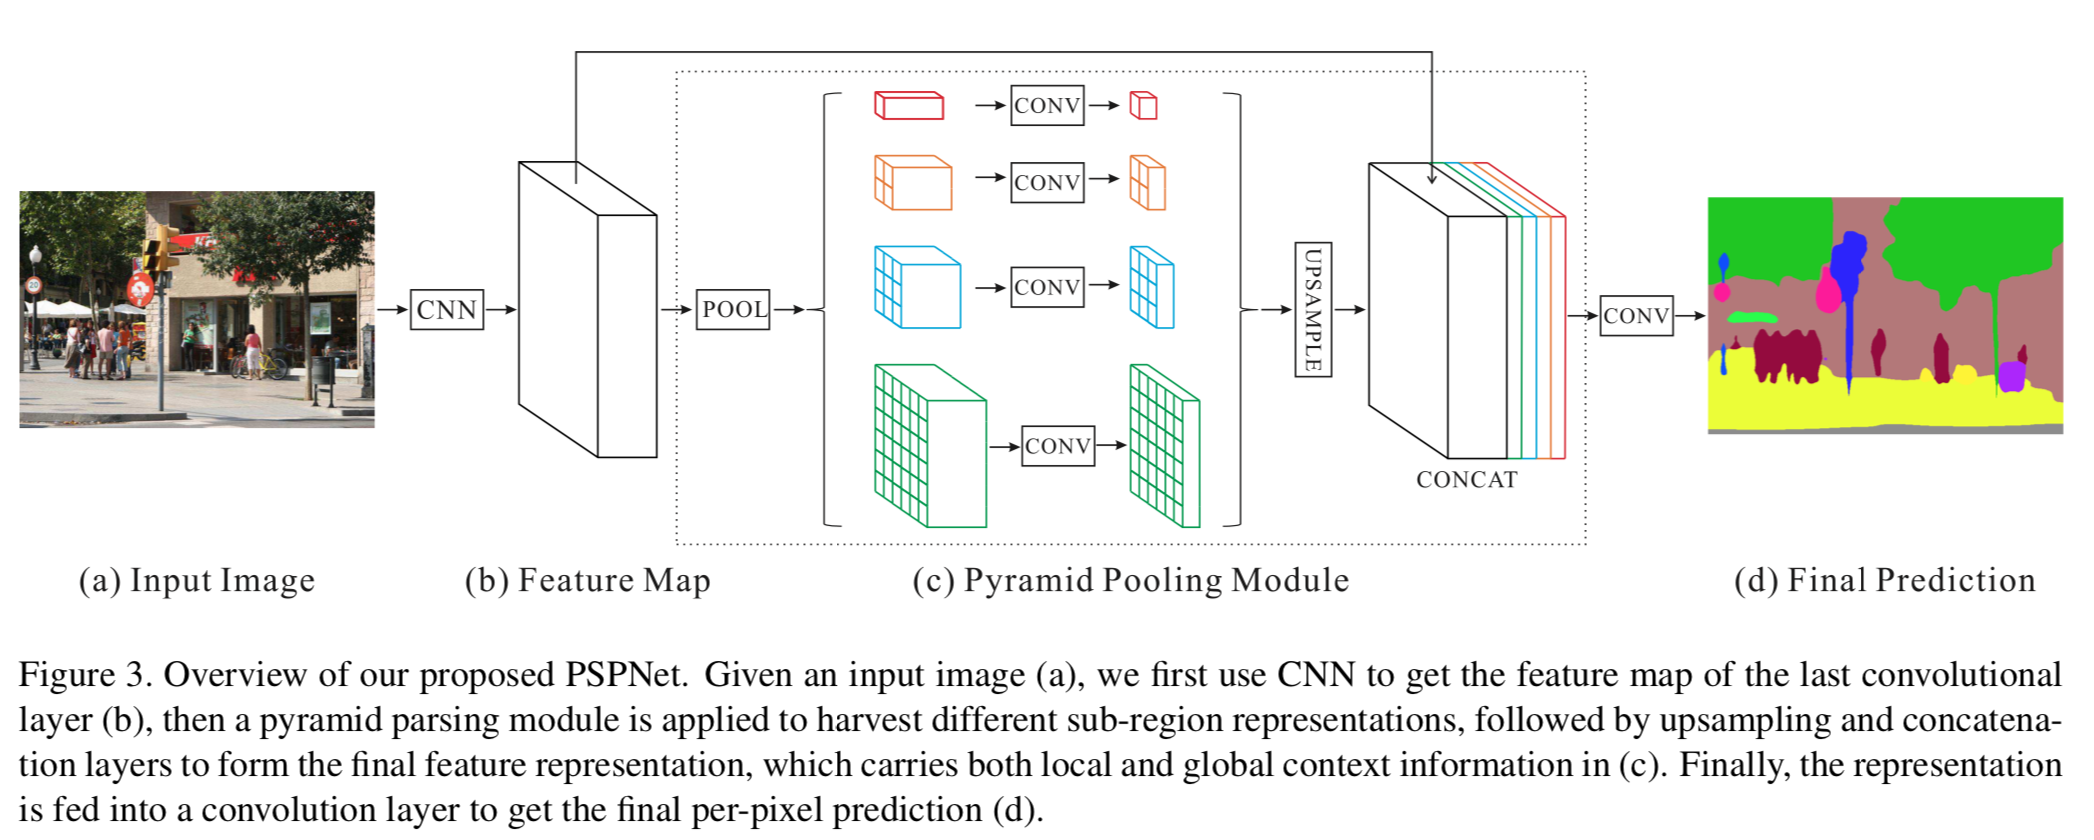 CNN
POOL
CONV
CONV
CONV
CONV
UPSAMPLE
CONCAT
CONV
20
(a) Input Image
(b) Feature Map
(c) Pyramid Pooling Module
(d) Final Prediction
Figure 3. Overview of our proposed PSPNet. Given an input image (a), we first use CNN to get the feature map of the last convolutional
layer (b), then a pyramid parsing module is applied to harvest different sub-region representations, followed by upsampling and concatena-
tion layers to form the final feature representation, which carries both local and global context information in (c). Finally, the representation
is fed into a convolution layer to get the final per-pixel prediction (d).